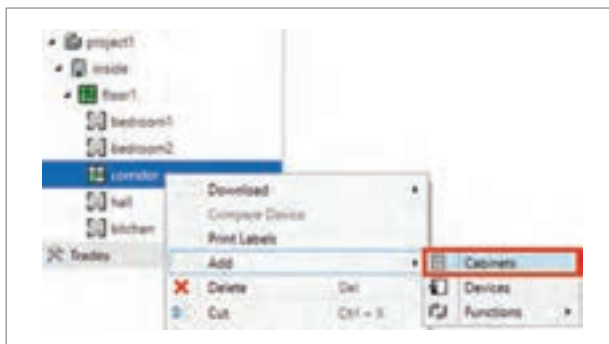 project1
inside
floor1
bedroom1
bedroom2
corridor
hall
kitchen
Trades
Download
Compare Device
Print Labels
Add
Delete Del
Cut Ctrl + X
Cabinets
Devices
Functions